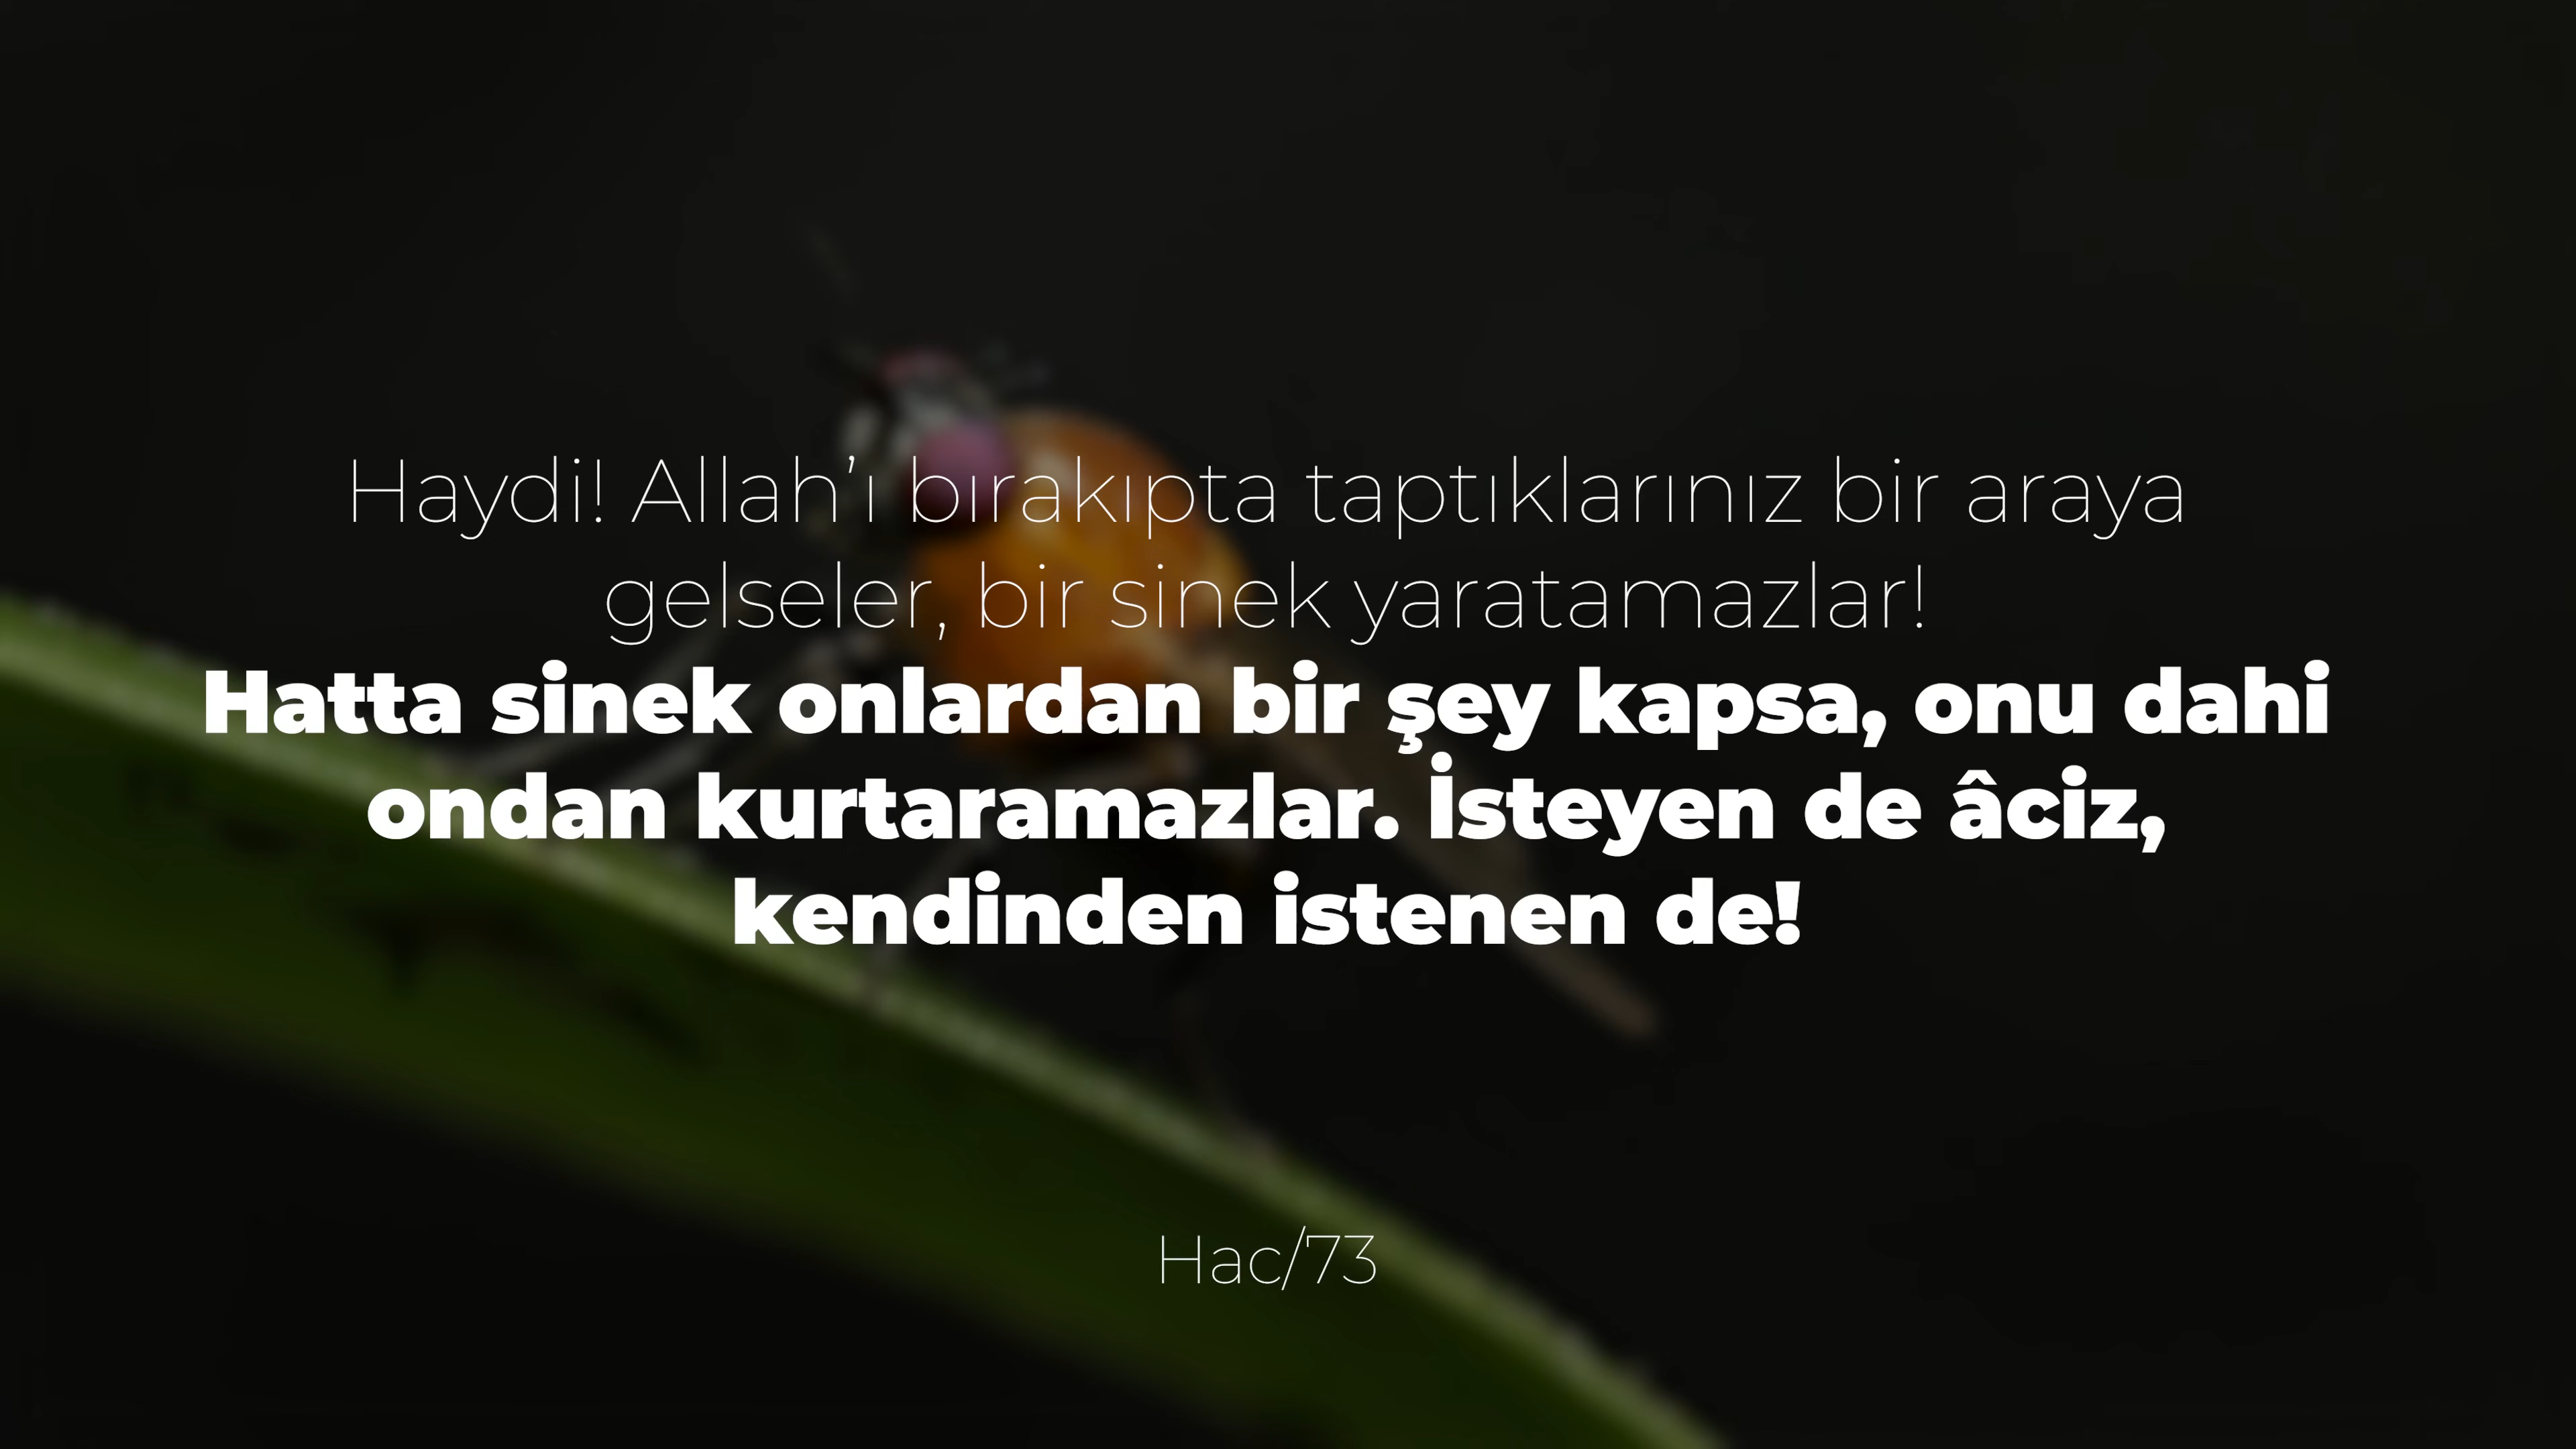 Haydi! Allah’ı bırakıpta taptıklarınız bir araya
gelseler, bir sinek yaratamazlar!
Hatta sinek onlardan bir şey kapsa, onu dahi
ondan kurtaramazlar. İsteyen de âciz,
kendinden istenen de!
Hac/73